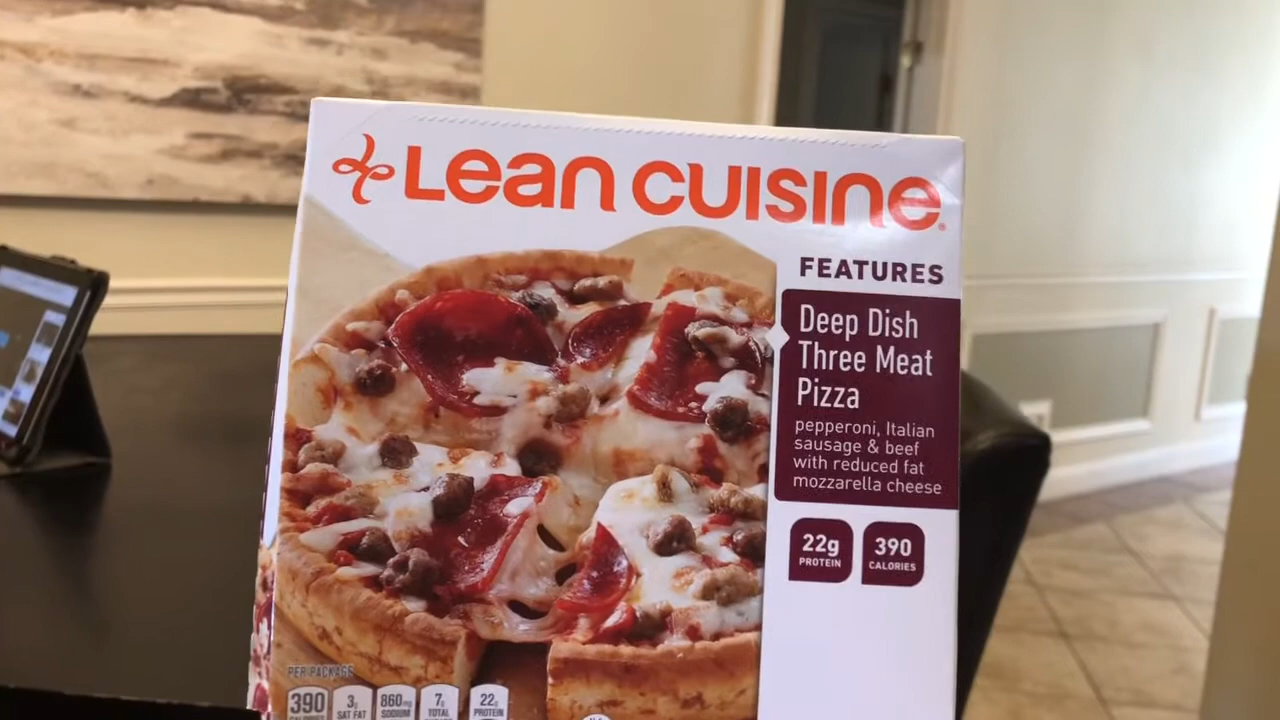 Lean Cuisine
FEATURES
Deep Dish
Three Meat
Pizza
pepperoni, Italian
sausage & beef
with reduced fat
mozzarella cheese
22g
PROTEIN
390
CALORIES
PER PACKAGE
390 3g 860mg 7g 22g
CALORIES SAT FAT SODIUM TOTAL PROTEIN